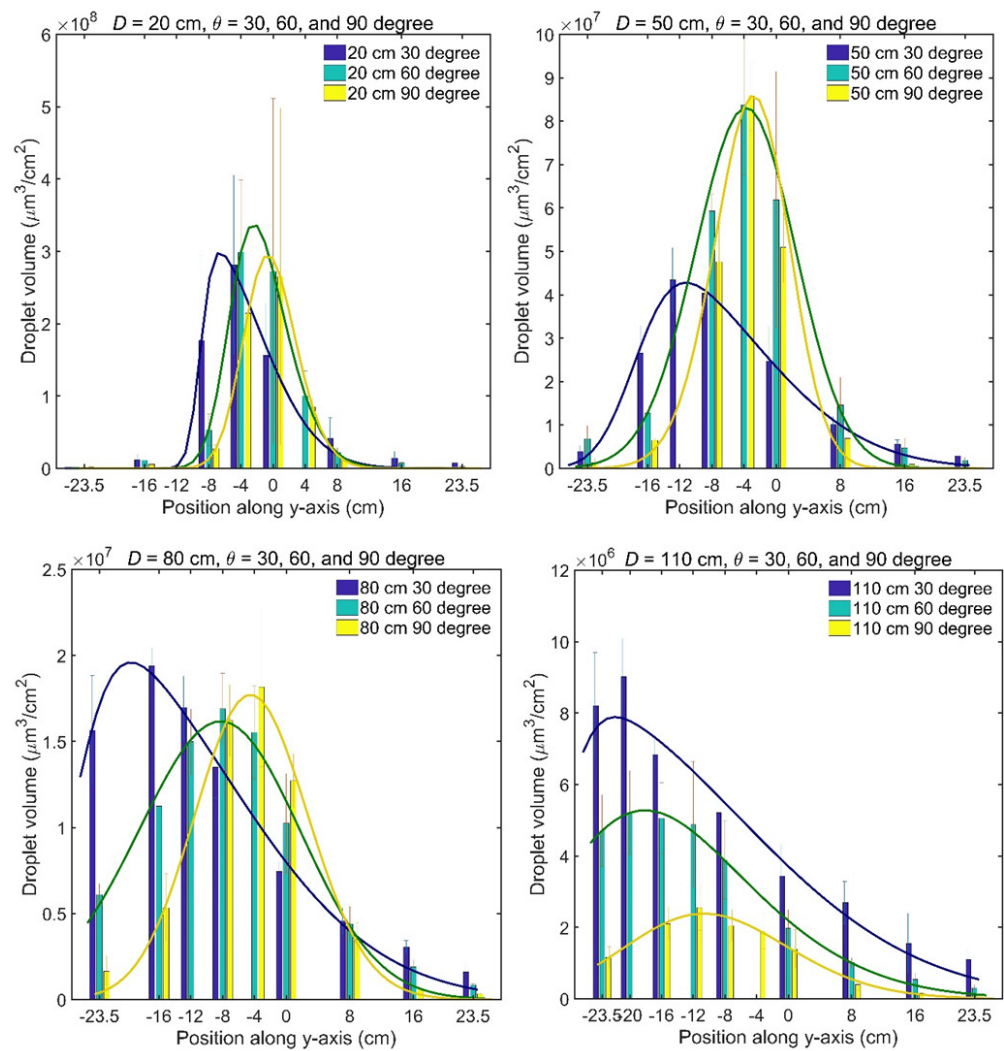 D = 20 cm, θ = 30, 60, and 90 degree
×10⁸
6
5
4
3
2
1
0
Droplet volume (μm³/cm²)
20 cm 30 degree
20 cm 60 degree
20 cm 90 degree
-23.5 -16 -12 -8 -4 0 4 8 16 23.5
Position along y-axis (cm)
D = 50 cm, θ = 30, 60, and 90 degree
×10⁷
10
9
8
7
6
5
4
3
2
1
0
Droplet volume (μm³/cm²)
50 cm 30 degree
50 cm 60 degree
50 cm 90 degree
-23.5 -16 -12 -8 -4 0 8 16 23.5
Position along y-axis (cm)
D = 80 cm, θ = 30, 60, and 90 degree
×10⁷
2.5
2
1.5
1
0.5
0
Droplet volume (μm³/cm²)
80 cm 30 degree
80 cm 60 degree
80 cm 90 degree
-23.5 -16 -12 -8 -4 0 8 16 23.5
Position along y-axis (cm)
D = 110 cm, θ = 30, 60, and 90 degree
×10⁶
12
10
8
6
4
2
0
Droplet volume (μm³/cm²)
110 cm 30 degree
110 cm 60 degree
110 cm 90 degree
-23.5 -20 -16 -12 -8 -4 0 8 16 23.5
Position along y-axis (cm)